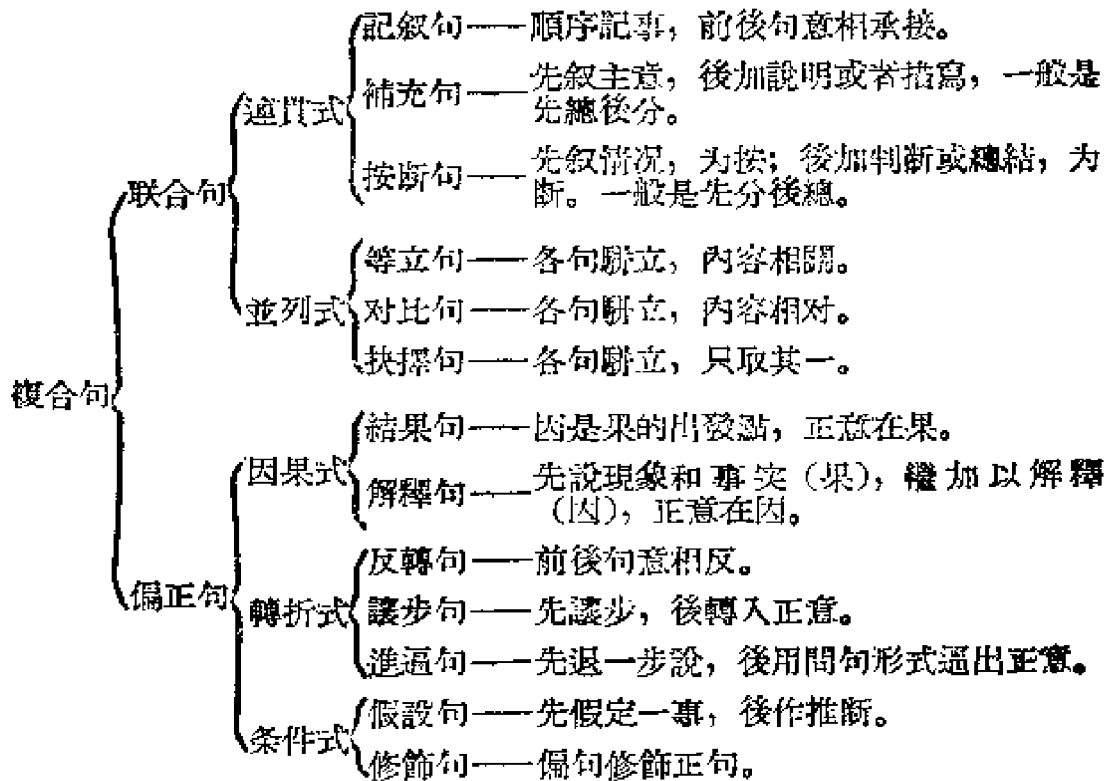 複合句
联合句
連貫式
記叙句——順序記事，前後句意相承接。
補充句——先叙主意，後加說明或者描寫，一般是
先總後分。
按斷句——先叙情况，为按；後加判斷或總結，为
斷。一般是先分後總。
並列式
等立句——各句駢立，內容相關。
对比句——各句駢立，內容相对。
抉擇句——各句駢立，只取其一。
偏正句
因果式
結果句——因是果的出發點，正意在果。
解釋句——先說現象和事实（果），繼加以解釋
（因），正意在因。
轉折式
反轉句——前後句意相反。
讓步句——先讓步，後轉入正意。
進逼句——先退一步說，後用問句形式逼出正意。
条件式
假設句——先假定一事，後作推斷。
修飾句——偏句修飾正句。